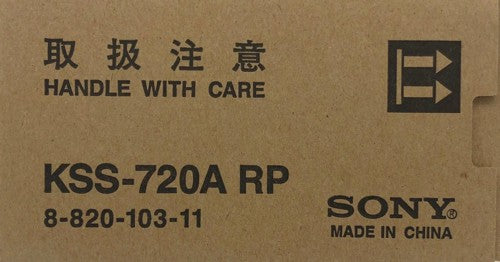 取扱注意
HANDLE WITH CARE
KSS-720A RP
8-820-103-11
SONY®
MADE IN CHINA